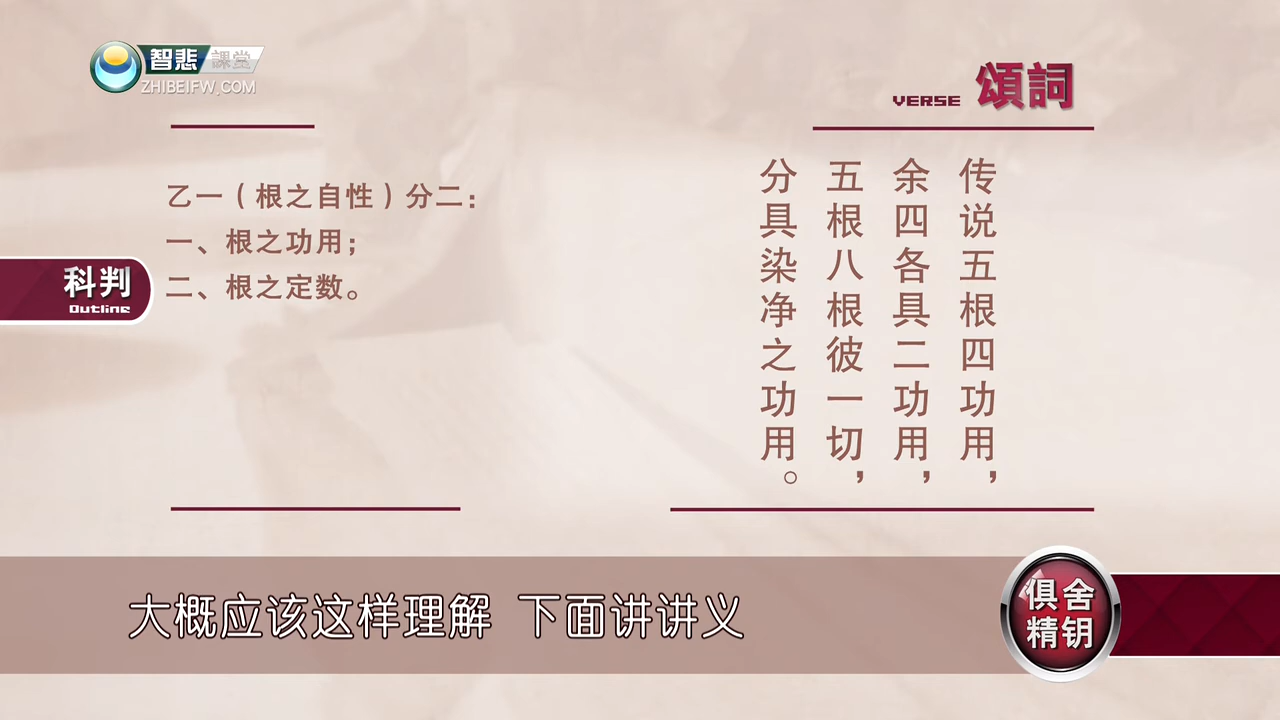 智悲課堂
ZHIBEIFW.COM
VERSE 頌詞
乙一（根之自性）分二：
一、根之功用；
二、根之定数。
科判
Outline
传说五根四功用，
余四各具二功用，
五根八根彼一切，
分具染净之功用。
大概应该这样理解 下面讲讲义
俱舍
精钥